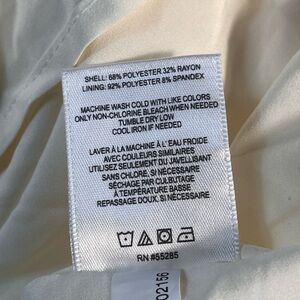 SHELL: 68% POLYESTER 32% RAYON
LINING: 92% POLYESTER 8% SPANDEX
MACHINE WASH COLD WITH LIKE COLORS
ONLY NON-CHLORINE BLEACH WHEN NEEDED
TUMBLE DRY LOW
COOL IRON IF NEEDED
LAVER À LA MACHINE À L' EAU FROIDE
AVEC COULEURS SIMILAIRES
UTILISEZ SEULEMENT DU JAVELLISANT
SANS CHLORE, SI NÉCESSAIRE
SÉCHAGE PAR CULBUTAGE
À TEMPÉRATURE BASSE
REPASSAGE DOUX, SI NÉCESSAIRE
RN #55285
02156